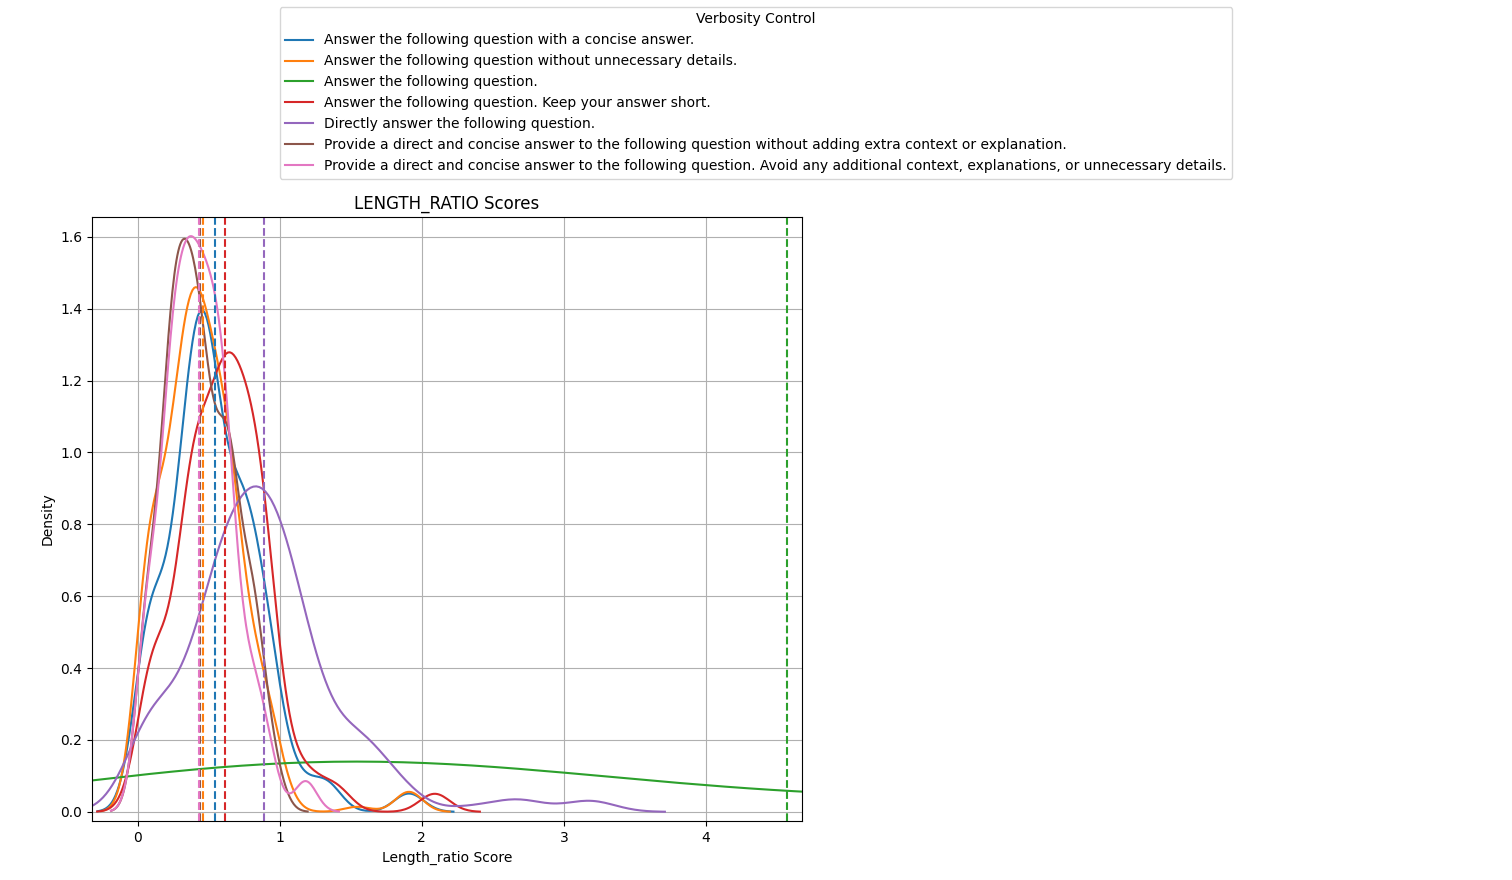 Verbosity Control
Answer the following question with a concise answer.
Answer the following question without unnecessary details.
Answer the following question.
Answer the following question. Keep your answer short.
Directly answer the following question.
Provide a direct and concise answer to the following question without adding extra context or explanation.
Provide a direct and concise answer to the following question. Avoid any additional context, explanations, or unnecessary details.
LENGTH_RATIO Scores
1.6
1.4
1.2
1.0
0.8
0.6
0.4
0.2
0.0
Density
0 1 2 3 4
Length_ratio Score